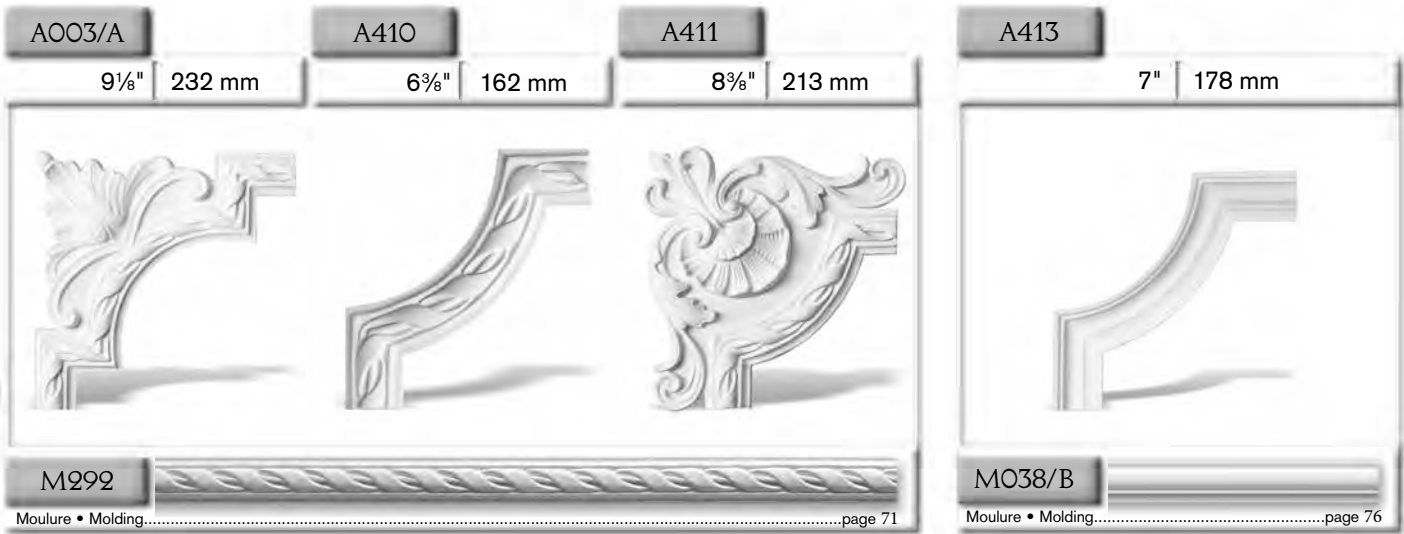 A003/A A410 A411 A413
9⅛" 232 mm 6⅜" 162 mm 8⅜" 213 mm 7" 178 mm
M292
Moulure • Molding..........page 71
M038/B
Moulure • Molding..........page 76